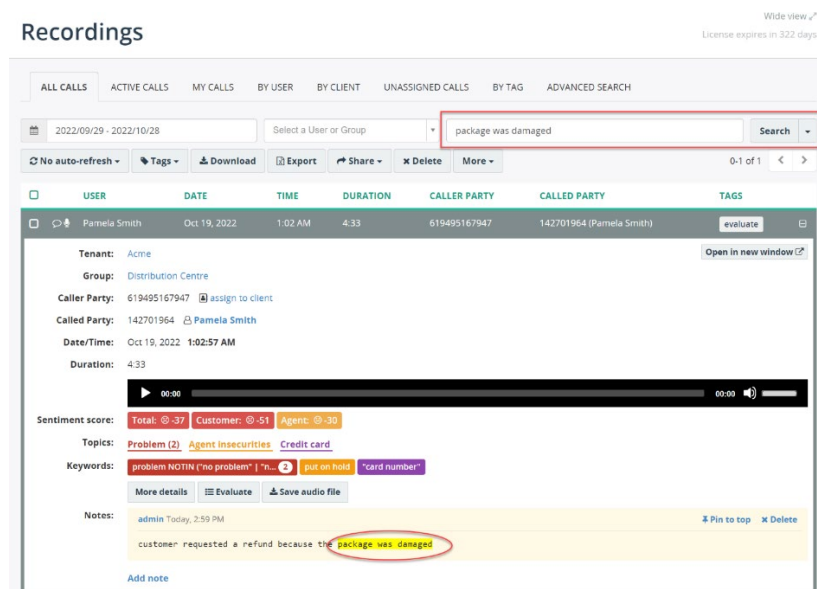 Wide view
Recordings
License expires in 322 days
ALL CALLS ACTIVE CALLS MY CALLS BY USER BY CLIENT UNASSIGNED CALLS BY TAG ADVANCED SEARCH
2022/09/29 - 2022/10/28 Select a User or Group package was damaged Search
No auto-refresh Tags Download Export Share Delete More 0-1 of 1
USER DATE TIME DURATION CALLER PARTY CALLED PARTY TAGS
Pamela Smith Oct 19, 2022 1:02 AM 4:33 619495167947 142701964 (Pamela Smith) evaluate
Tenant: Acme Open in new window
Group: Distribution Centre
Caller Party: 619495167947 assign to client
Called Party: 142701964 Pamela Smith
Date/Time: Oct 19, 2022 1:02:57 AM
Duration: 4:33
00:00 00:00
Sentiment score: Total: -37 Customer: -51 Agent: -30
Topics: Problem (2) Agent insecurities Credit card
Keywords: problem NOTIN ("no problem" | "n... 2 put on hold "card number"
More details Evaluate Save audio file
Notes: admin Today, 2:59 PM Pin to top Delete
customer requested a refund because the package was damaged
Add note